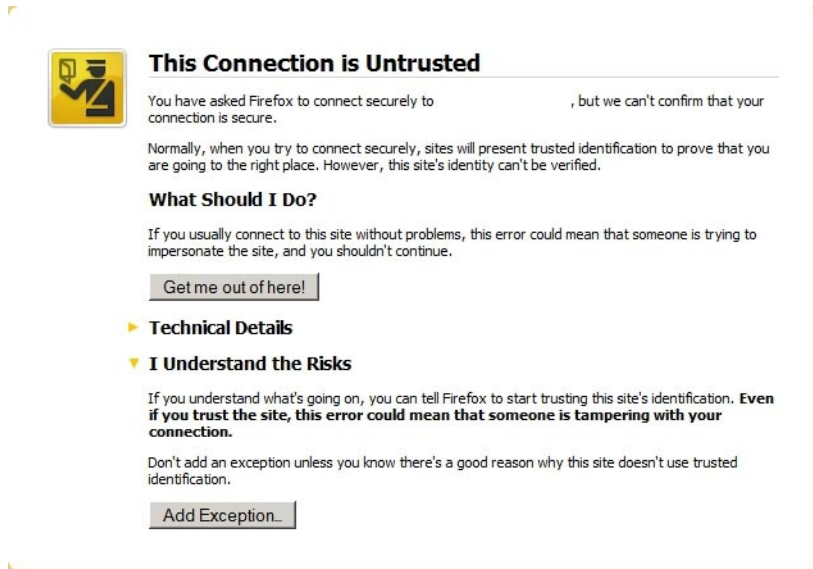 This Connection is Untrusted
You have asked Firefox to connect securely to , but we can't confirm that your
connection is secure.
Normally, when you try to connect securely, sites will present trusted identification to prove that you
are going to the right place. However, this site's identity can't be verified.
What Should I Do?
If you usually connect to this site without problems, this error could mean that someone is trying to
impersonate the site, and you shouldn't continue.
Get me out of here!
Technical Details
I Understand the Risks
If you understand what's going on, you can tell Firefox to start trusting this site's identification. Even
if you trust the site, this error could mean that someone is tampering with your
connection.
Don't add an exception unless you know there's a good reason why this site doesn't use trusted
identification.
Add Exception...